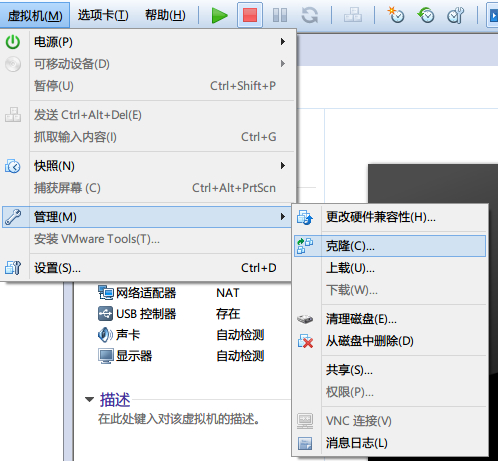 虚拟机(M) 选项卡(T) 帮助(H)
电源(P)
可移动设备(D)
暂停(U) Ctrl+Shift+P
发送 Ctrl+Alt+Del(E)
抓取输入内容(I) Ctrl+G
快照(N)
捕获屏幕 (C) Ctrl+Alt+PrtScn
管理(M)
安装 VMware Tools(T)...
设置(S)... Ctrl+D
更改硬件兼容性(H)...
克隆(C)...
上载(U)...
下载(W)...
清理磁盘(E)...
从磁盘中删除(D)
共享(S)...
权限(P)...
VNC 连接(V)
消息日志(L)
网络适配器 NAT
USB 控制器 存在
声卡 自动检测
显示器 自动检测
描述
在此处键入对该虚拟机的描述。